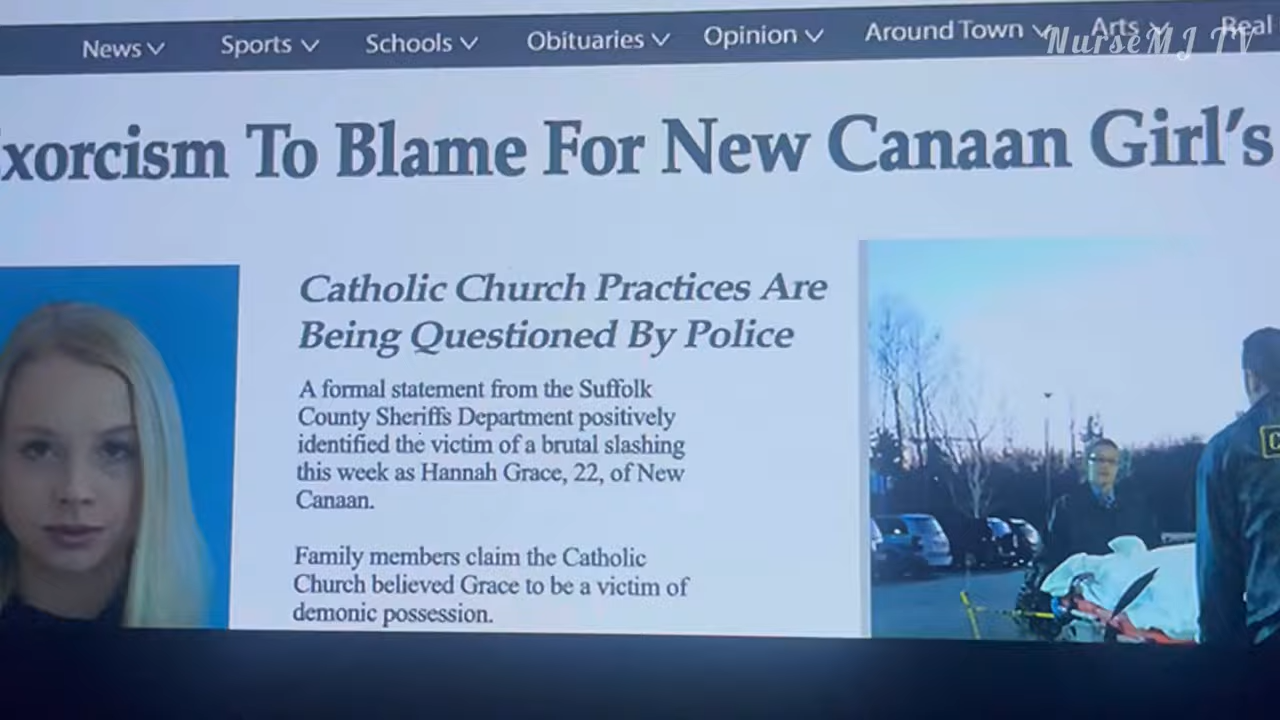 News Sports Schools Obituaries Opinion Around Town Arts Real
NurseMJ TV
xorcism To Blame For New Canaan Girl's
Catholic Church Practices Are
Being Questioned By Police
A formal statement from the Suffolk
County Sheriffs Department positively
identified the victim of a brutal slashing
this week as Hannah Grace, 22, of New
Canaan.
Family members claim the Catholic
Church believed Grace to be a victim of
demonic possession.
C